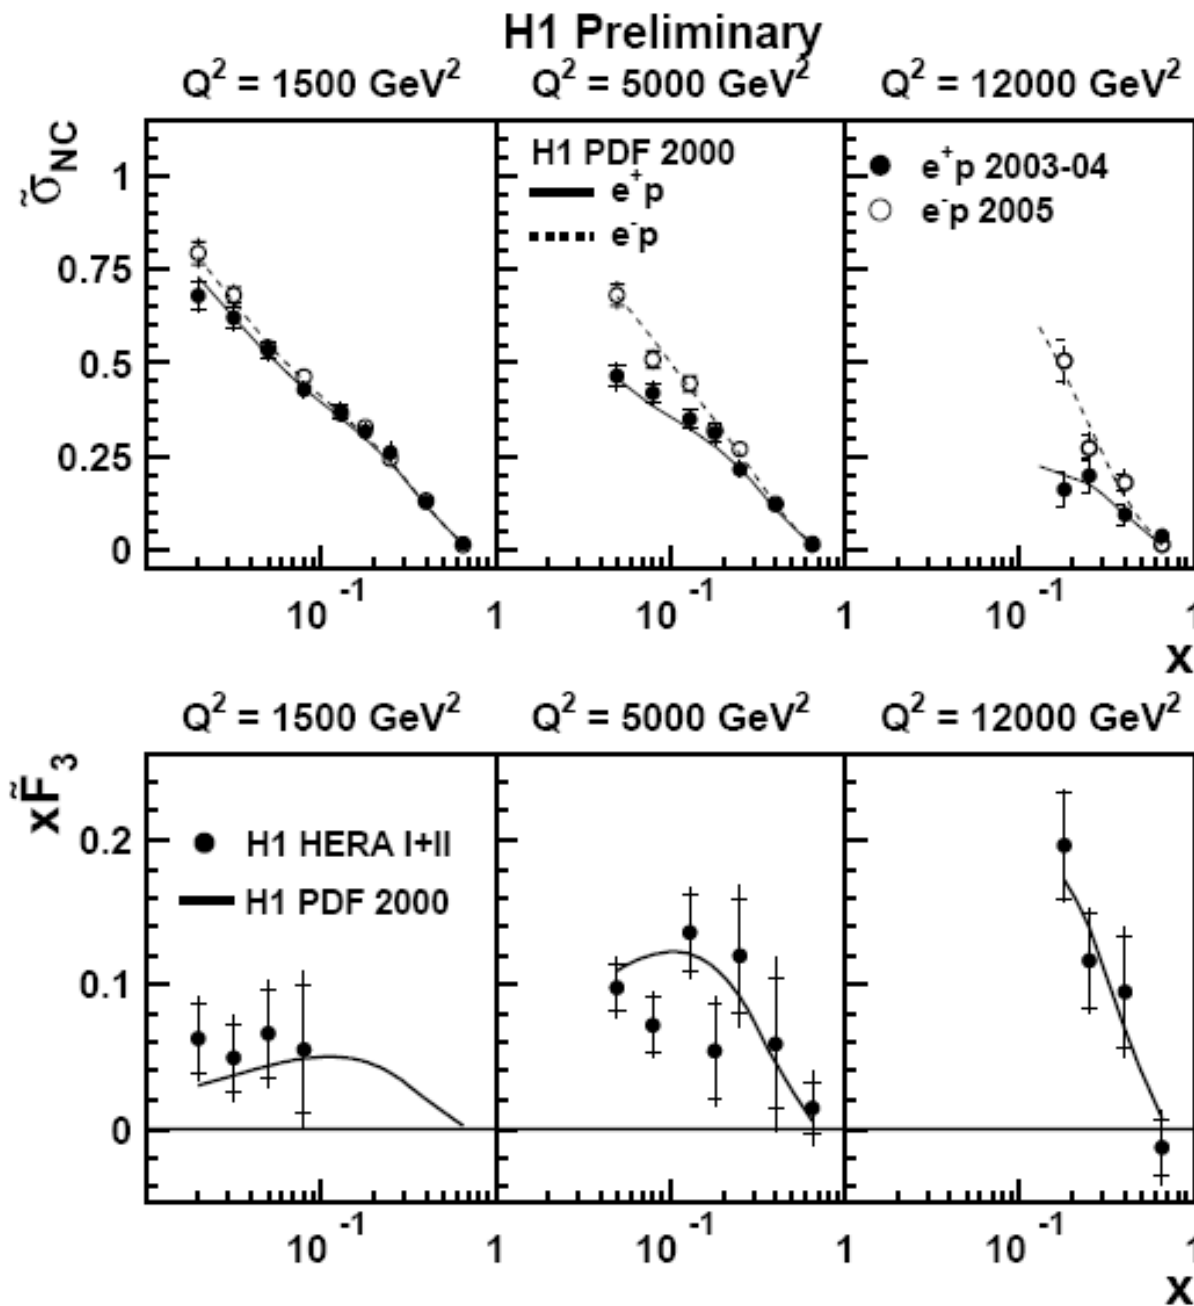 H1 Preliminary
Q² = 1500 GeV² Q² = 5000 GeV² Q² = 12000 GeV²
σ̃_NC
1
0.75
0.5
0.25
0
H1 PDF 2000
e⁺p
e⁻p
e⁺p 2003-04
e⁻p 2005
10⁻¹ 1 10⁻¹ 1 10⁻¹ 1
x
Q² = 1500 GeV² Q² = 5000 GeV² Q² = 12000 GeV²
xF̃₃
0.2
0.1
0
H1 HERA I+II
H1 PDF 2000
10⁻¹ 1 10⁻¹ 1 10⁻¹ 1
x